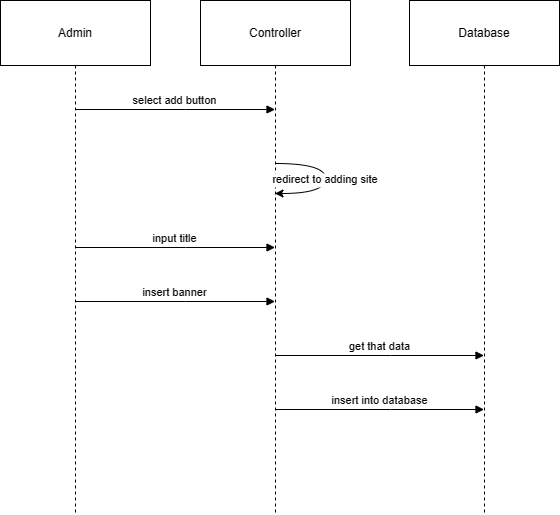 Admin
Controller
Database
select add button
redirect to adding site
input title
insert banner
get that data
insert into database